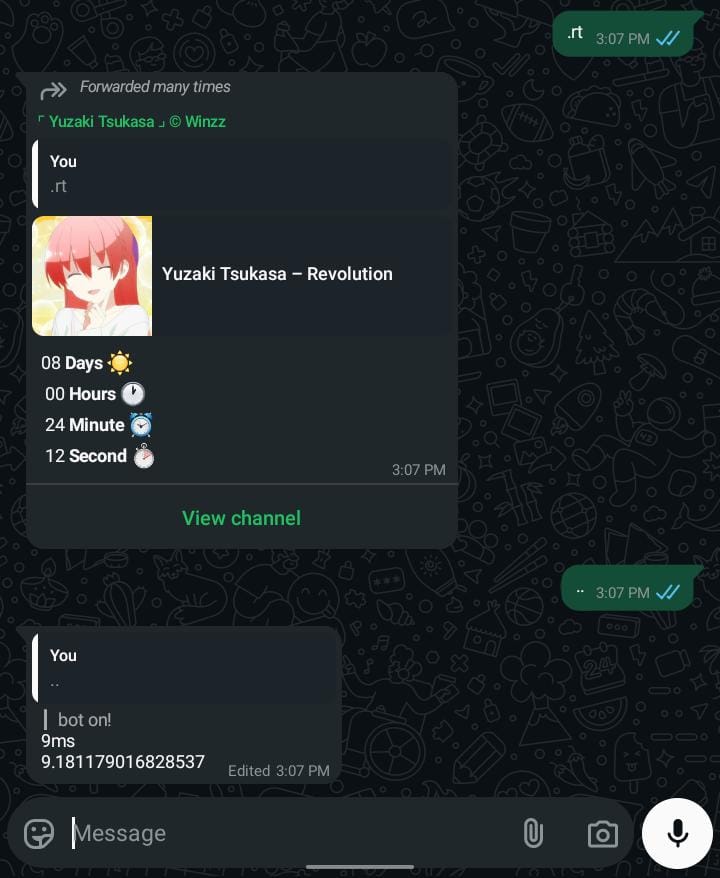 .rt 3:07 PM
Forwarded many times
「 Yuzaki Tsukasa 」 © Winzz
You
.rt
Yuzaki Tsukasa – Revolution
08 Days ☀️
00 Hours 🕐
24 Minute ⏰
12 Second ⏱️
3:07 PM
View channel
.. 3:07 PM
You
..
bot on!
9ms
9.181179016828537
Edited 3:07 PM
Message